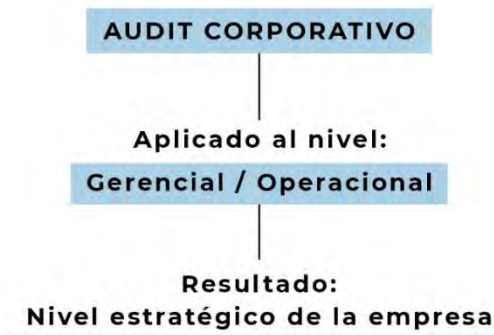 AUDIT CORPORATIVO
Aplicado al nivel:
Gerencial / Operacional
Resultado:
Nivel estratégico de la empresa